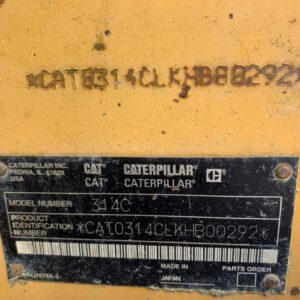 *CAT0314CLKHB00292*
CATERPILLAR INC.
PEORIA, IL 61629
USA
CAT CATERPILLAR
CAT CATERPILLAR
MODEL NUMBER 314C
PRODUCT
IDENTIFICATION
NUMBER *CAT0314CLKHB00292*
MADE IN
JAPAN
PART ORDER